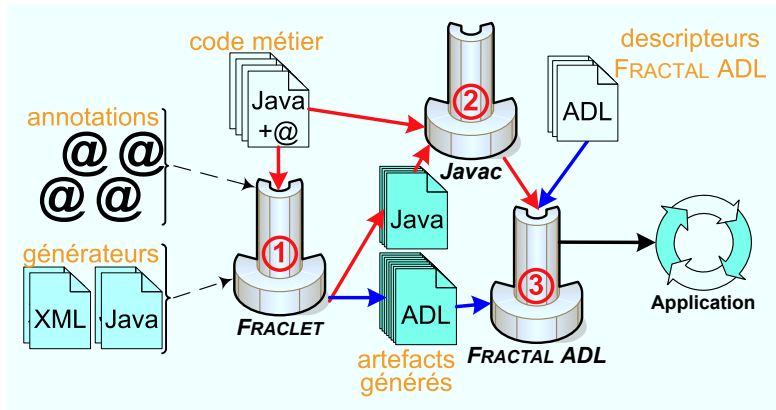 code métier
Java
+@
annotations
@ @
@ @
générateurs
XML
Java
1
FRACLET
2
Javac
descripteurs
FRACTAL ADL
ADL
Java
ADL
artefacts
générés
3
FRACTAL ADL
Application